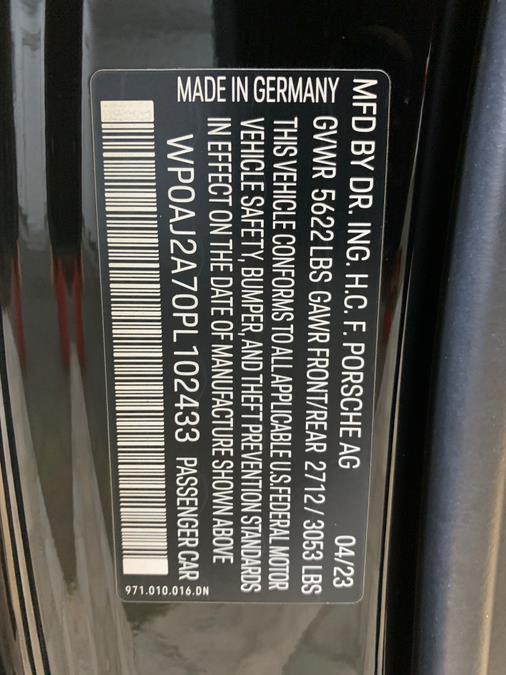 MFD BY DR. ING. H.C. F. PORSCHE AG
GVWR 5622 LBS GAWR FRONT/REAR 2712 / 3053 LBS 04/23
THIS VEHICLE CONFORMS TO ALL APPLICABLE U.S. FEDERAL MOTOR
VEHICLE SAFETY, BUMPER, AND THEFT PREVENTION STANDARDS
IN EFFECT ON THE DATE OF MANUFACTURE SHOWN ABOVE
MADE IN GERMANY
WP0AJ2A70PL102433 PASSENGER CAR
971.010.016.DN